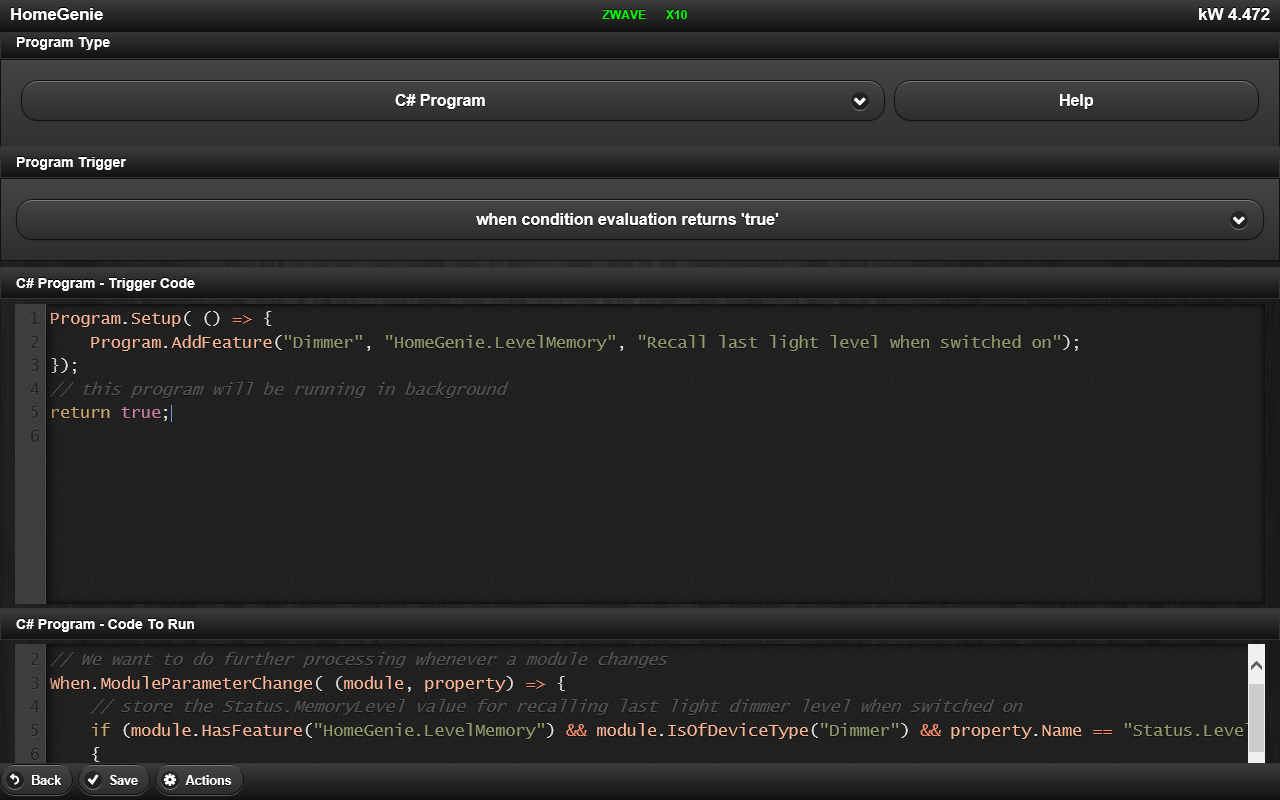 HomeGenie ZWAVE X10 kW 4.472
Program Type
C# Program Help
Program Trigger
when condition evaluation returns 'true'
C# Program - Trigger Code
1 Program.Setup( () => {
2     Program.AddFeature("Dimmer", "HomeGenie.LevelMemory", "Recall last light level when switched on");
3 });
4 // this program will be running in background
5 return true;
6
C# Program - Code To Run
2 // We want to do further processing whenever a module changes
3 When.ModuleParameterChange( (module, property) => {
4     // store the Status.MemoryLevel value for recalling last light dimmer level when switched on
5     if (module.HasFeature("HomeGenie.LevelMemory") && module.IsOfDeviceType("Dimmer") && property.Name == "Status.Leve
6     {
Back Save Actions